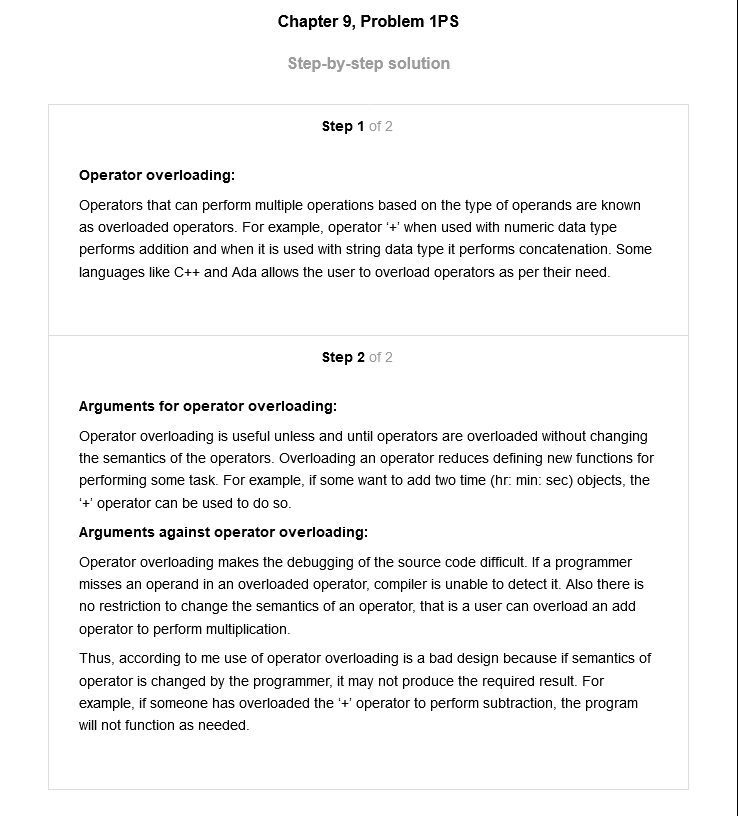 Chapter 9, Problem 1PS
Step-by-step solution
Step 1 of 2
Operator overloading:
Operators that can perform multiple operations based on the type of operands are known
as overloaded operators. For example, operator ‘+’ when used with numeric data type
performs addition and when it is used with string data type it performs concatenation. Some
languages like C++ and Ada allows the user to overload operators as per their need.
Step 2 of 2
Arguments for operator overloading:
Operator overloading is useful unless and until operators are overloaded without changing
the semantics of the operators. Overloading an operator reduces defining new functions for
performing some task. For example, if some want to add two time (hr: min: sec) objects, the
‘+’ operator can be used to do so.
Arguments against operator overloading:
Operator overloading makes the debugging of the source code difficult. If a programmer
misses an operand in an overloaded operator, compiler is unable to detect it. Also there is
no restriction to change the semantics of an operator, that is a user can overload an add
operator to perform multiplication.
Thus, according to me use of operator overloading is a bad design because if semantics of
operator is changed by the programmer, it may not produce the required result. For
example, if someone has overloaded the ‘+’ operator to perform subtraction, the program
will not function as needed.